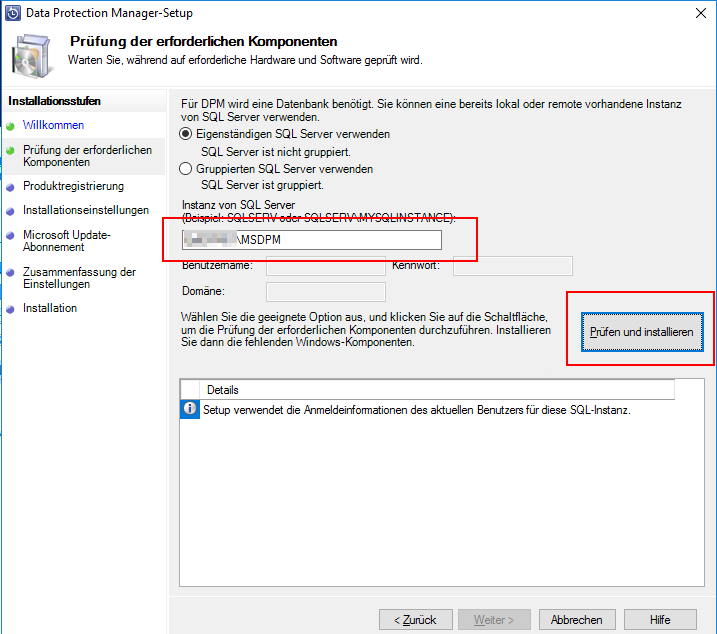 Data Protection Manager-Setup
Prüfung der erforderlichen Komponenten
Warten Sie, während auf erforderliche Hardware und Software geprüft wird.
Installationsstufen
Willkommen
Prüfung der erforderlichen
Komponenten
Produktregistrierung
Installationseinstellungen
Microsoft Update-
Abonnement
Zusammenfassung der
Einstellungen
Installation
Für DPM wird eine Datenbank benötigt. Sie können eine bereits lokal oder remote vorhandene Instanz
von SQL Server verwenden.
Eigenständigen SQL Server verwenden
SQL Server ist nicht gruppiert.
Gruppierten SQL Server verwenden
SQL Server ist gruppiert.
Instanz von SQL Server
(Beispiel: SQLSERV oder SQLSERV\MYSQLINSTANCE):
\MSDPM
Benutzername:
Kennwort:
Domäne:
Wählen Sie die geeignete Option aus, und klicken Sie auf die Schaltfläche,
um die Prüfung der erforderlichen Komponenten durchzuführen. Installieren
Sie dann die fehlenden Windows-Komponenten.
Prüfen und installieren
Details
Setup verwendet die Anmeldeinformationen des aktuellen Benutzers für diese SQL-Instanz.
< Zurück
Weiter >
Abbrechen
Hilfe